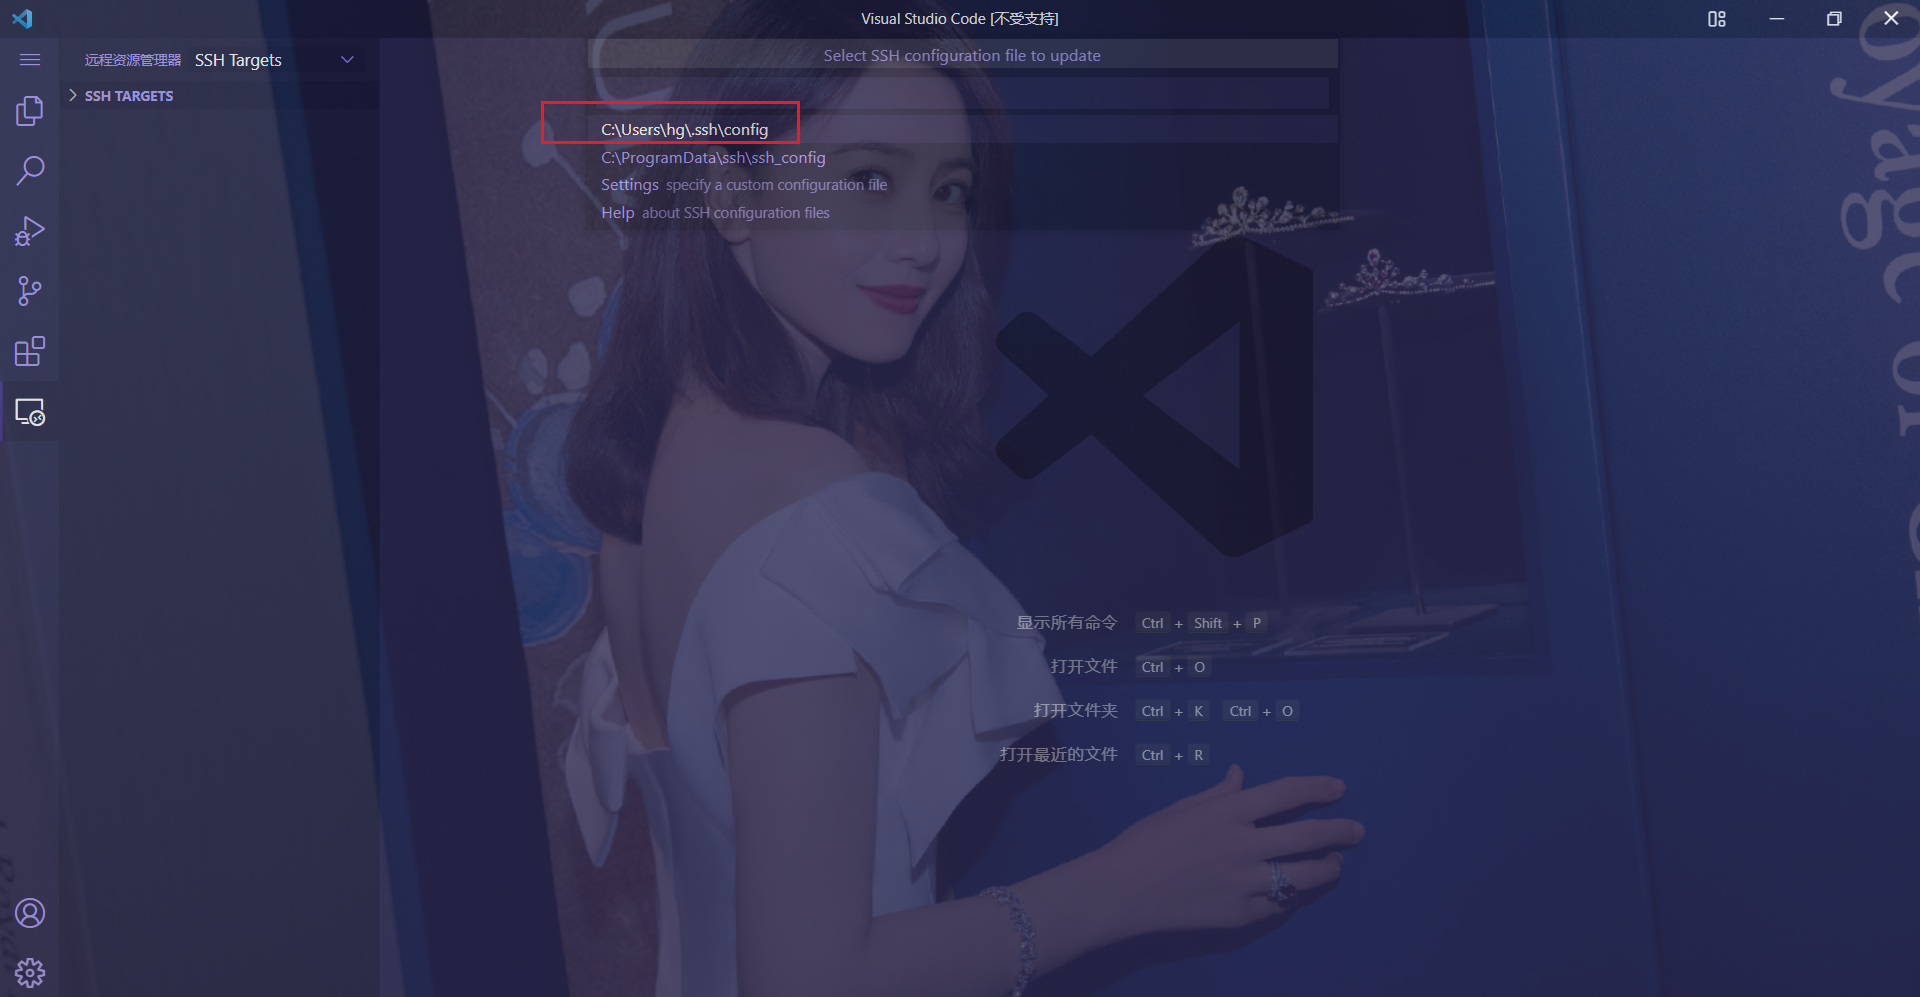 Visual Studio Code [不受支持]
远程资源管理器 SSH Targets
SSH TARGETS
Select SSH configuration file to update
C:\Users\hg\.ssh\config
C:\ProgramData\ssh\ssh_config
Settings specify a custom configuration file
Help about SSH configuration files
显示所有命令 Ctrl + Shift + P
打开文件 Ctrl + O
打开文件夹 Ctrl + K Ctrl + O
打开最近的文件 Ctrl + R